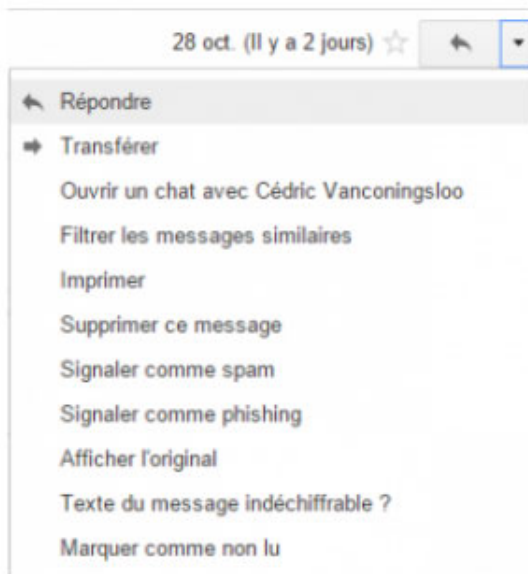 28 oct. (Il y a 2 jours)
Répondre
Transférer
Ouvrir un chat avec Cédric Vanconingsloo
Filtrer les messages similaires
Imprimer
Supprimer ce message
Signaler comme spam
Signaler comme phishing
Afficher l'original
Texte du message indéchiffrable ?
Marquer comme non lu